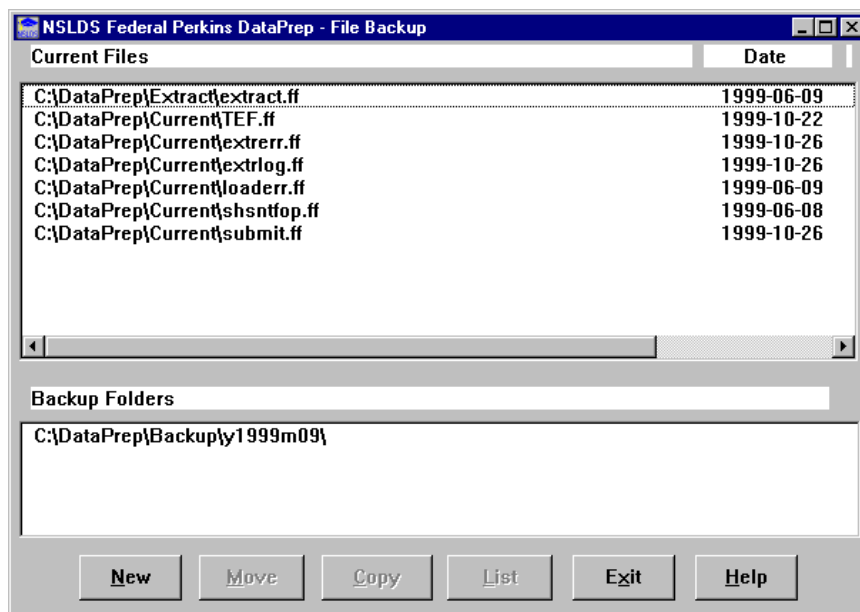 NSLDS Federal Perkins DataPrep - File Backup
Current Files Date
C:\DataPrep\Extract\extract.ff 1999-06-09
C:\DataPrep\Current\TEF.ff 1999-10-22
C:\DataPrep\Current\extrerr.ff 1999-10-26
C:\DataPrep\Current\extrlog.ff 1999-10-26
C:\DataPrep\Current\loaderr.ff 1999-06-09
C:\DataPrep\Current\shsntfop.ff 1999-06-08
C:\DataPrep\Current\submit.ff 1999-10-26
Backup Folders
C:\DataPrep\Backup\y1999m09\
New Move Copy List Exit Help